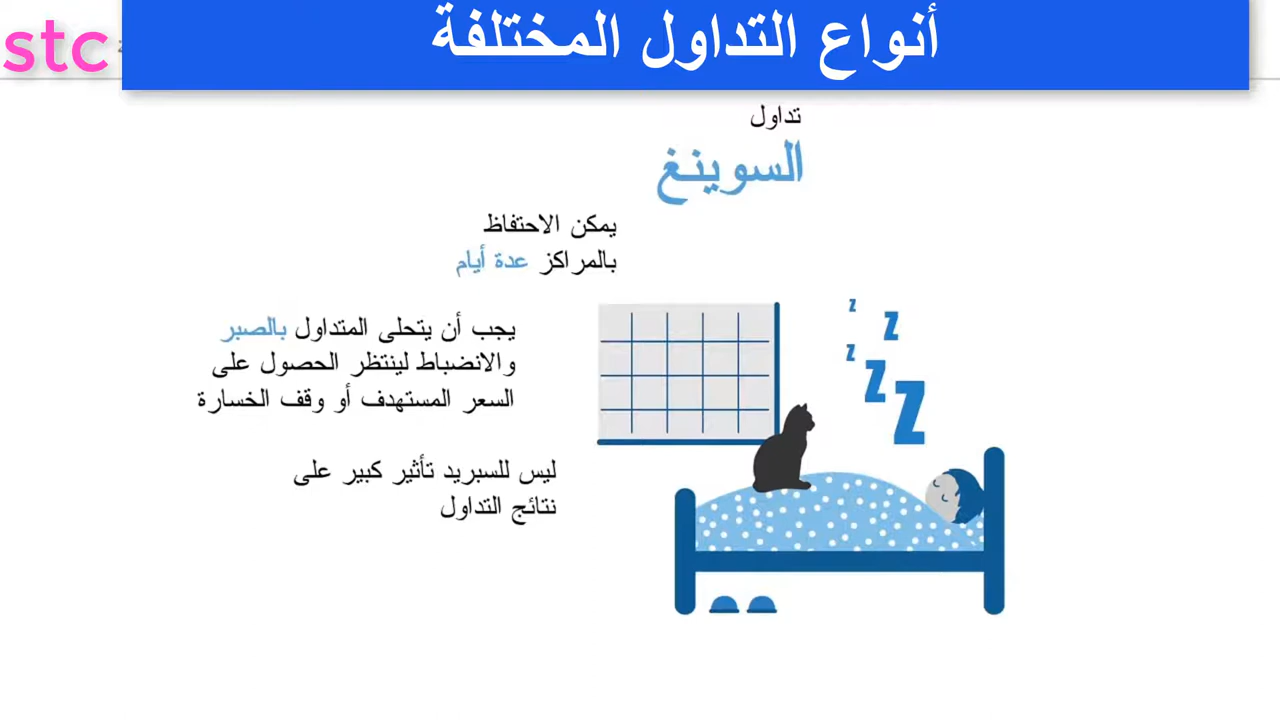 أنواع التداول المختلفة
stc
تداول
السوينغ
يمكن الاحتفاظ
بالمراكز عدة أيام
يجب أن يتحلى المتداول بالصبر
والانضباط لينتظر الحصول على
السعر المستهدف أو وقف الخسارة
ليس للسبريد تأثير كبير على
نتائج التداول
z
Z
z
Z
Z